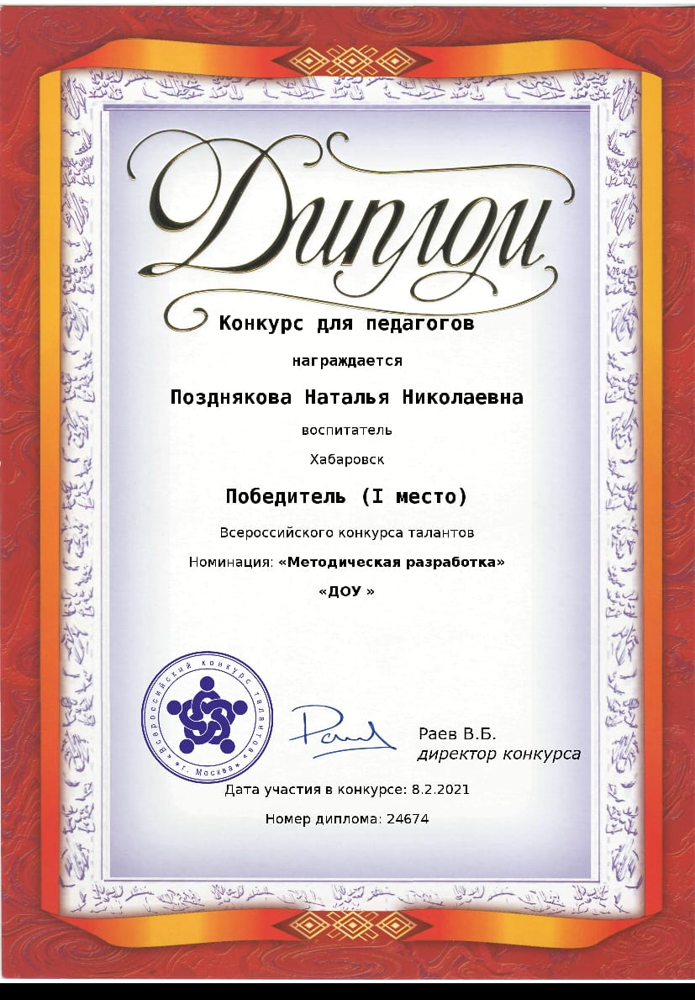 Диплом
Конкурс для педагогов
награждается
Позднякова Наталья Николаевна
воспитатель
Хабаровск
Победитель (I место)
Всероссийского конкурса талантов
Номинация: «Методическая разработка»
«ДОУ »
«Всероссийский конкурс талантов»
* г. Москва *
Раев В.Б.
директор конкурса
Дата участия в конкурсе: 8.2.2021
Номер диплома: 24674